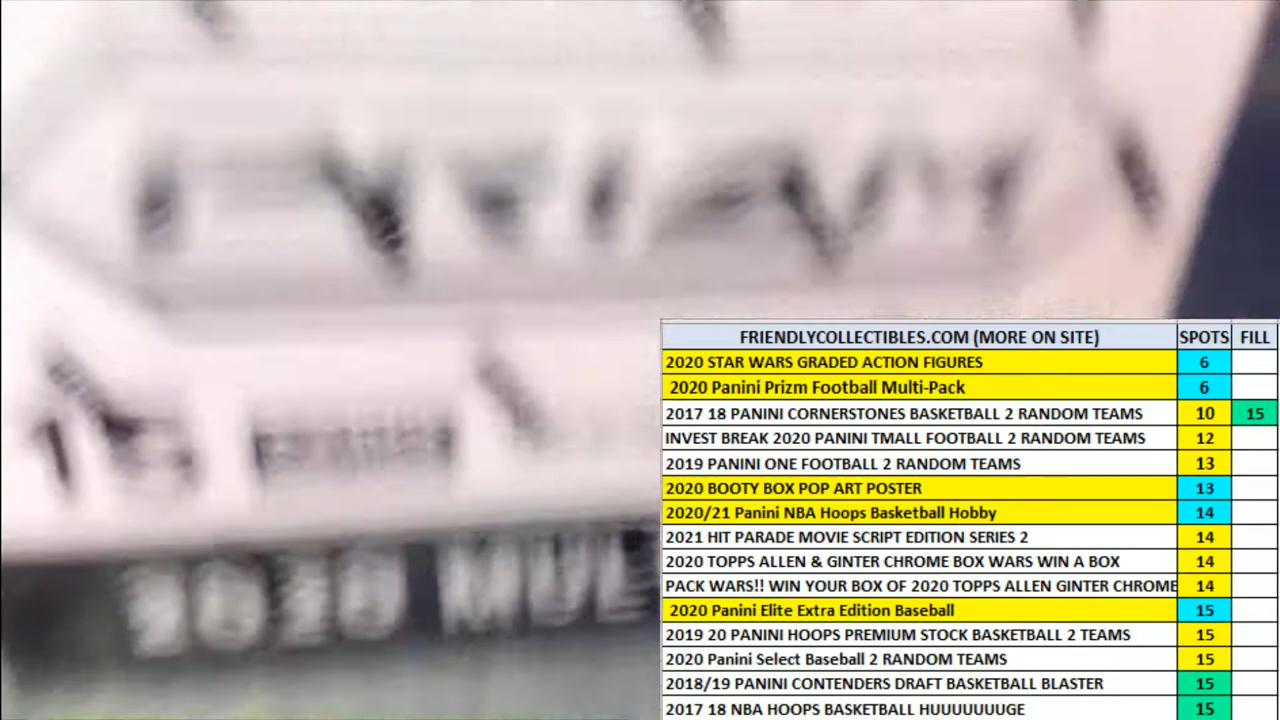 2020 MUL
FRIENDLYCOLLECTIBLES.COM (MORE ON SITE) SPOTS FILL
2020 STAR WARS GRADED ACTION FIGURES 6
2020 Panini Prizm Football Multi-Pack 6
2017 18 PANINI CORNERSTONES BASKETBALL 2 RANDOM TEAMS 10 15
INVEST BREAK 2020 PANINI TMALL FOOTBALL 2 RANDOM TEAMS 12
2019 PANINI ONE FOOTBALL 2 RANDOM TEAMS 13
2020 BOOTY BOX POP ART POSTER 13
2020/21 Panini NBA Hoops Basketball Hobby 14
2021 HIT PARADE MOVIE SCRIPT EDITION SERIES 2 14
2020 TOPPS ALLEN & GINTER CHROME BOX WARS WIN A BOX 14
PACK WARS!! WIN YOUR BOX OF 2020 TOPPS ALLEN GINTER CHROME 14
2020 Panini Elite Extra Edition Baseball 15
2019 20 PANINI HOOPS PREMIUM STOCK BASKETBALL 2 TEAMS 15
2020 Panini Select Baseball 2 RANDOM TEAMS 15
2018/19 PANINI CONTENDERS DRAFT BASKETBALL BLASTER 15
2017 18 NBA HOOPS BASKETBALL HUUUUUUUGE 15